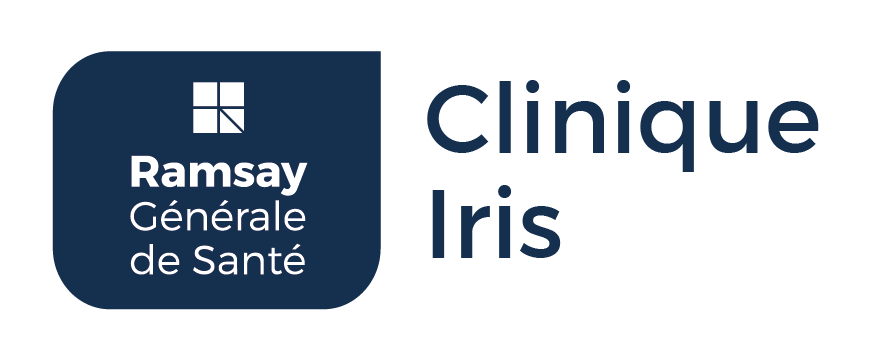 Ramsay
Générale
de Santé
Clinique
Iris